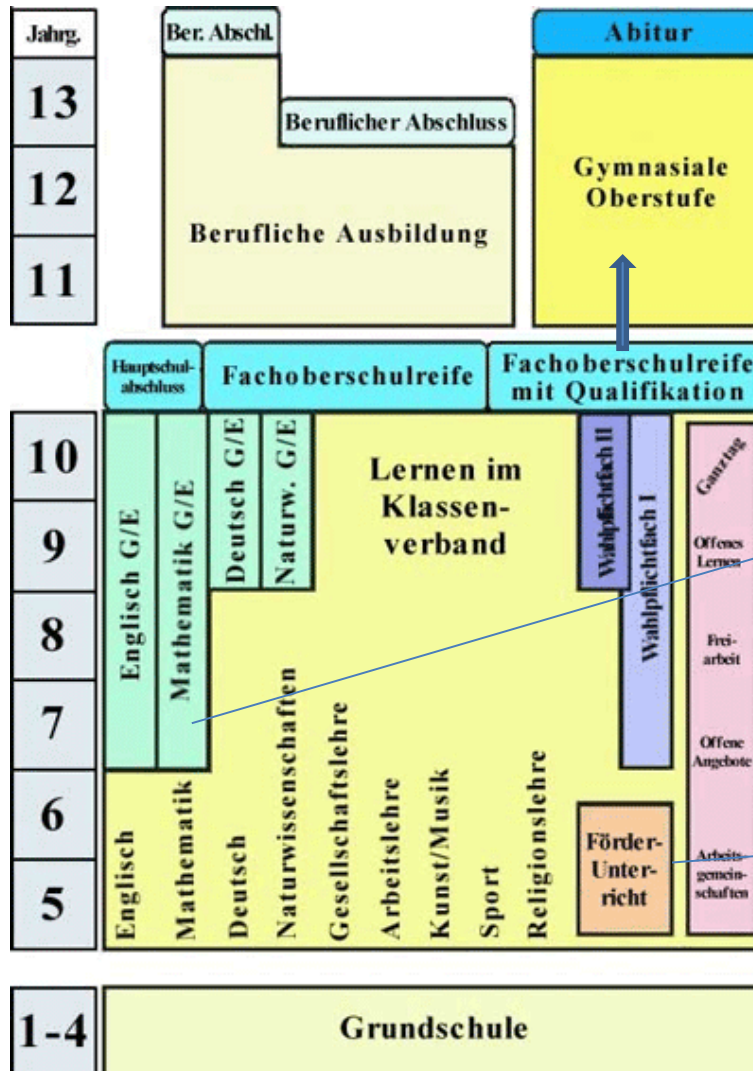 Jahrg.
Ber. Abschl.
Abitur
13
Beruflicher Abschluss
12
Gymnasiale
Oberstufe
Berufliche Ausbildung
11
Hauptschul-
abschluss
Fachoberschulreife
Fachoberschulreife
mit Qualifikation
10
9
8
7
6
5
Englisch G/E
Mathematik G/E
Deutsch G/E
Naturw. G/E
Lernen im
Klassen-
verband
Wahlpflichtfach II
Wahlpflichtfach I
Ganztag
Offenes
Lernen
Frei-
arbeit
Offene
Angebote
Arbeits-
gemein-
schaften
Englisch
Mathematik
Deutsch
Naturwissenschaften
Gesellschaftslehre
Arbeitslehre
Kunst/Musik
Sport
Religionslehre
Förder-
Unter-
richt
1-4
Grundschule